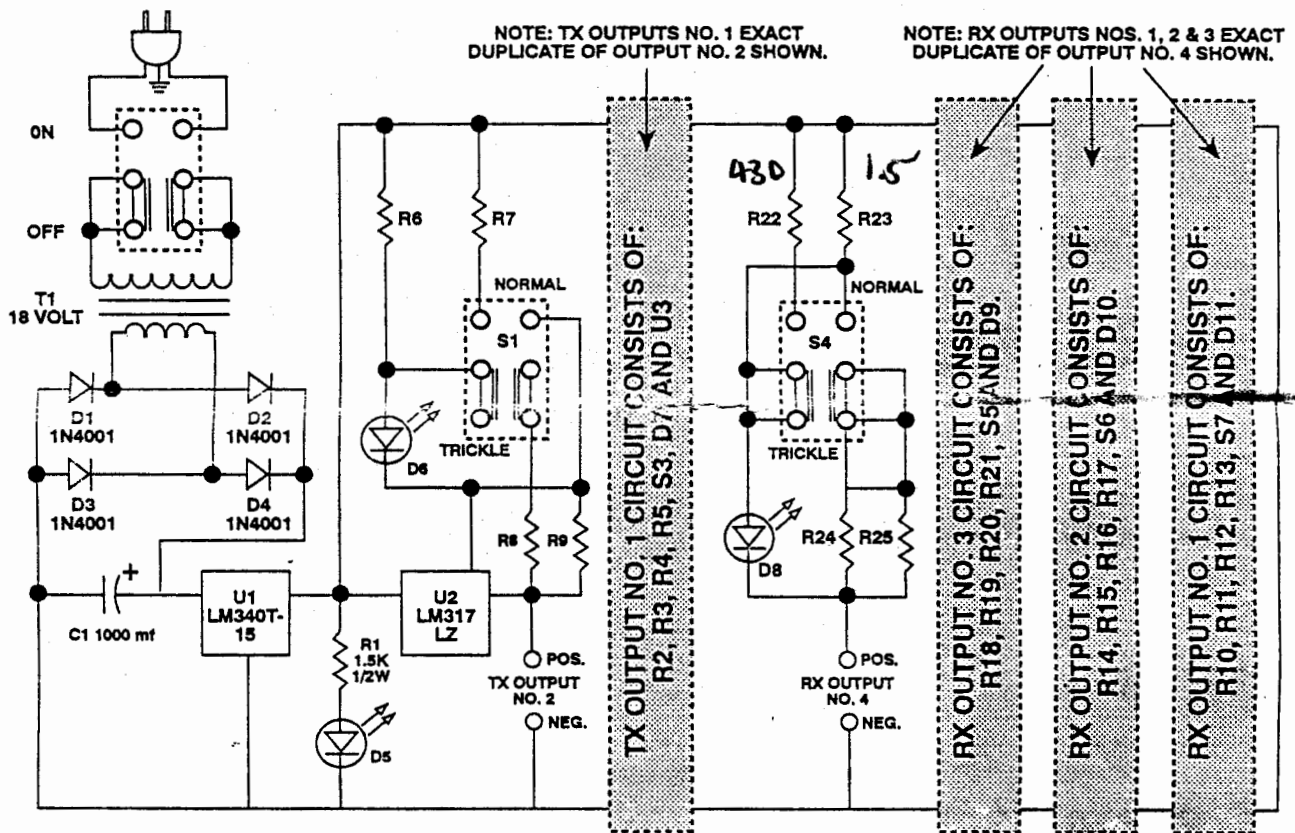 NOTE: TX OUTPUTS NO. 1 EXACT
DUPLICATE OF OUTPUT NO. 2 SHOWN.
NOTE: RX OUTPUTS NOS. 1, 2 & 3 EXACT
DUPLICATE OF OUTPUT NO. 4 SHOWN.
ON
OFF
T1
18 VOLT
D1
1N4001
D2
1N4001
D3
1N4001
D4
1N4001
+
C1 1000 mf
U1
LM340T-
15
R1
1.5K
1/2W
D5
R6
R7
NORMAL
S1
TRICKLE
D6
U2
LM317
LZ
R8
R9
POS.
TX OUTPUT
NO. 2
NEG.
TX OUTPUT NO. 1 CIRCUIT CONSISTS OF:
R2, R3, R4, R5, S3, D7 AND U3
430
1.5
R22
R23
NORMAL
S4
TRICKLE
D8
R24
R25
POS.
RX OUTPUT
NO. 4
NEG.
RX OUTPUT NO. 3 CIRCUIT CONSISTS OF:
R18, R19, R20, R21, S5 AND D9.
RX OUTPUT NO. 2 CIRCUIT CONSISTS OF:
R14, R15, R16, R17, S6 AND D10.
RX OUTPUT NO. 1 CIRCUIT CONSISTS OF:
R10, R11, R12, R13, S7 AND D11.